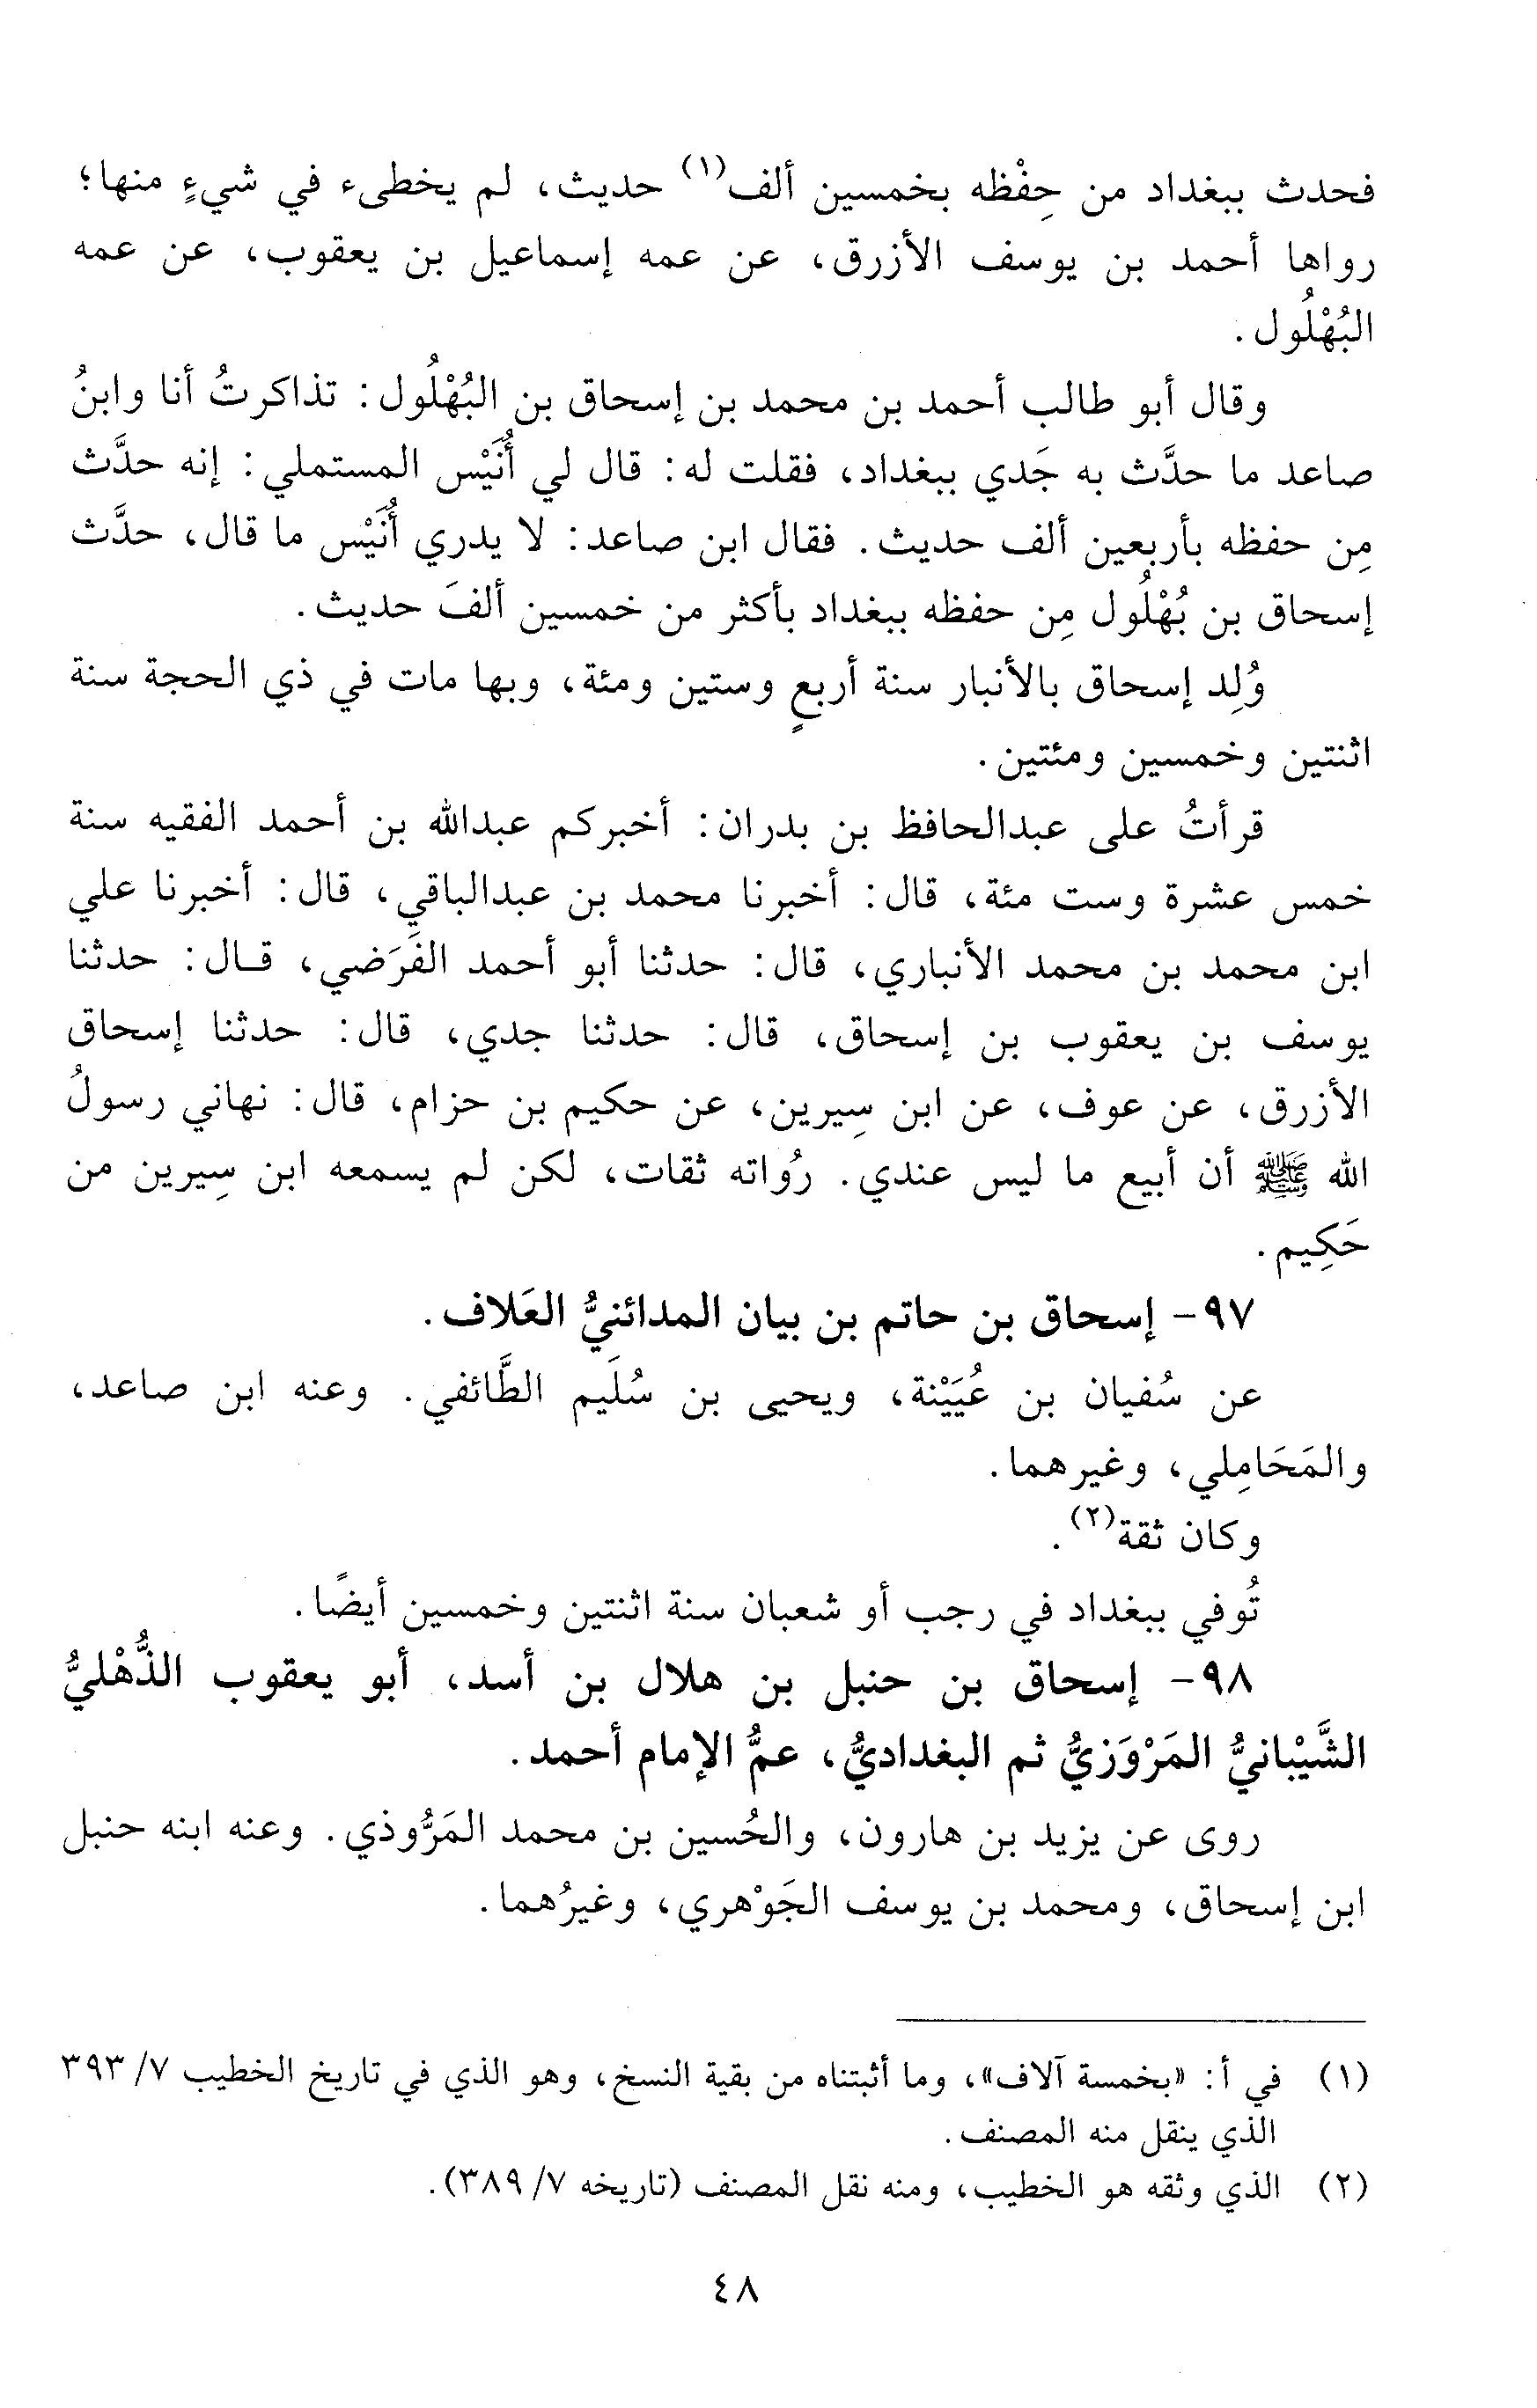 فحدث ببغداد من حِفْظه بخمسين ألف(١) حديث، لم يخطىء في شيءٍ منها؛
رواها أحمد بن يوسف الأزرق، عن عمه إسماعيل بن يعقوب، عن عمه
البُهْلُول.
وقال أبو طالب أحمد بن محمد بن إسحاق بن البُهْلُول: تذاكرتُ أنا وابنُ
صاعد ما حدَّث به جَدي ببغداد، فقلت له: قال لي أُنَيْس المستملي: إنه حدَّث
مِن حفظه بأربعين ألف حديث. فقال ابن صاعد: لا يدري أُنَيْس ما قال، حدَّث
إسحاق بن بُهْلُول مِن حفظه ببغداد بأكثر من خمسين ألفَ حديث.
وُلِد إسحاق بالأنبار سنة أربعٍ وستين ومئة، وبها مات في ذي الحجة سنة
اثنتين وخمسين ومئتين.
قرأتُ على عبدالحافظ بن بدران: أخبركم عبدالله بن أحمد الفقيه سنة
خمس عشرة وست مئة، قال: أخبرنا محمد بن عبدالباقي، قال: أخبرنا علي
ابن محمد بن محمد الأنباري، قال: حدثنا أبو أحمد الفَرَضي، قـال: حدثنا
يوسف بن يعقوب بن إسحاق، قال: حدثنا جدي، قال: حدثنا إسحاق
الأزرق، عن عوف، عن ابن سِيرين، عن حكيم بن حزام، قال: نهاني رسولُ
الله ﷺ أن أبيع ما ليس عندي. رُواته ثقات، لكن لم يسمعه ابن سِيرين من
حَكِيم.
٩٧- إسحاق بن حاتم بن بيان المدائنيُّ العَلاف.
عن سُفيان بن عُيَيْنة، ويحيى بن سُلَيم الطَّائفي. وعنه ابن صاعد،
والمَحَامِلي، وغيرهما.
وكان ثقة(٢).
تُوفي ببغداد في رجب أو شعبان سنة اثنتين وخمسين أيضًا.
٩٨- إسحاق بن حنبل بن هلال بن أسد، أبو يعقوب الذُّهْليُّ
الشَّيْبانيُّ المَرْوَزيُّ ثم البغداديُّ، عمُّ الإمام أحمد.
روى عن يزيد بن هارون، والحُسين بن محمد المَرُّوذي. وعنه ابنه حنبل
ابن إسحاق، ومحمد بن يوسف الجَوْهري، وغيرُهما.
(١) في أ: «بخمسة آلاف»، وما أثبتناه من بقية النسخ، وهو الذي في تاريخ الخطيب ٧/ ٣٩٣
الذي ينقل منه المصنف.
(٢) الذي وثقه هو الخطيب، ومنه نقل المصنف (تاريخه ٧/ ٣٨٩).
٤٨